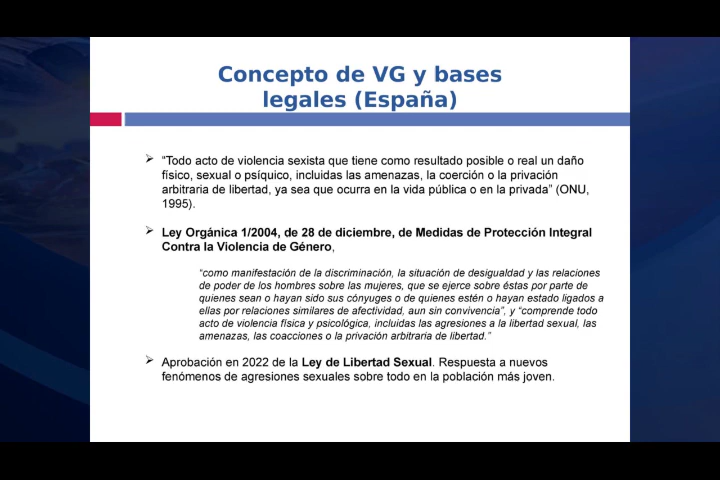 Concepto de VG y bases
legales (España)
“Todo acto de violencia sexista que tiene como resultado posible o real un daño
físico, sexual o psíquico, incluidas las amenazas, la coerción o la privación
arbitraria de libertad, ya sea que ocurra en la vida pública o en la privada” (ONU,
1995).
Ley Orgánica 1/2004, de 28 de diciembre, de Medidas de Protección Integral
Contra la Violencia de Género,
“como manifestación de la discriminación, la situación de desigualdad y las relaciones
de poder de los hombres sobre las mujeres, que se ejerce sobre éstas por parte de
quienes sean o hayan sido sus cónyuges o de quienes estén o hayan estado ligados a
ellas por relaciones similares de afectividad, aun sin convivencia”, y “comprende todo
acto de violencia física y psicológica, incluidas las agresiones a la libertad sexual, las
amenazas, las coacciones o la privación arbitraria de libertad.”
Aprobación en 2022 de la Ley de Libertad Sexual. Respuesta a nuevos
fenómenos de agresiones sexuales sobre todo en la población más joven.